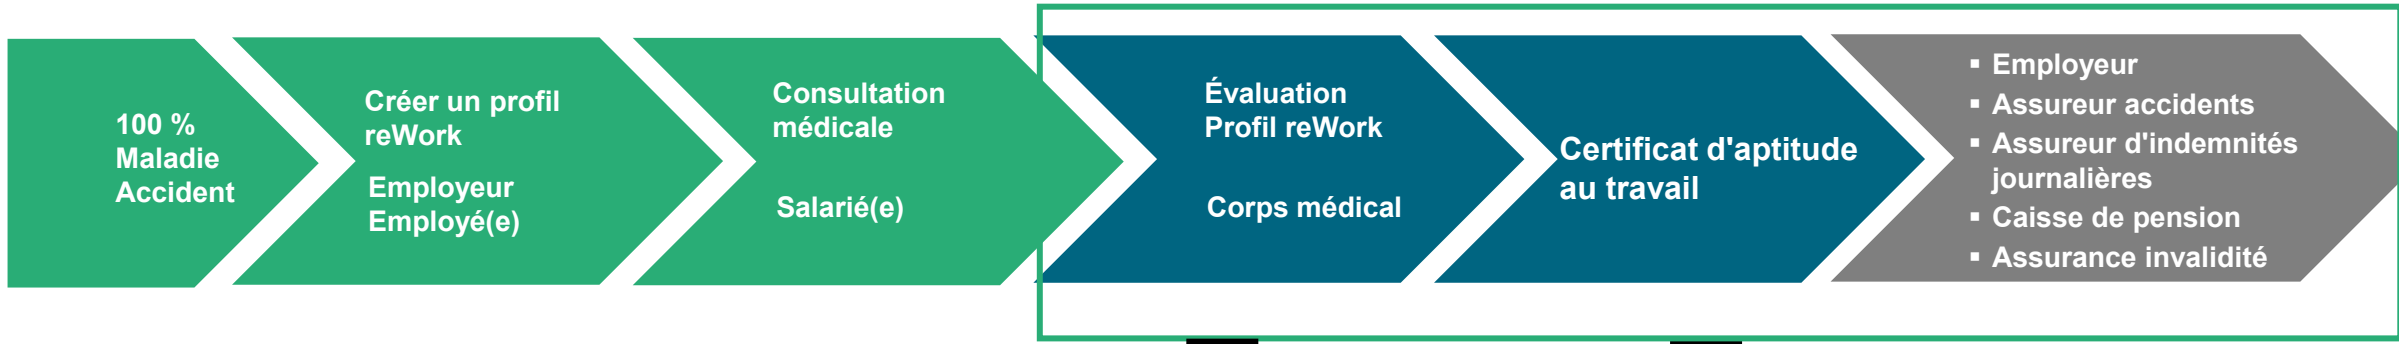 100 %
Maladie
Accident
Créer un profil
reWork
Employeur
Employé(e)
Consultation
médicale
Salarié(e)
Évaluation
Profil reWork
Corps médical
Certificat d'aptitude
au travail
▪ Employeur
▪ Assureur accidents
▪ Assureur d'indemnités
journalières
▪ Caisse de pension
▪ Assurance invalidité